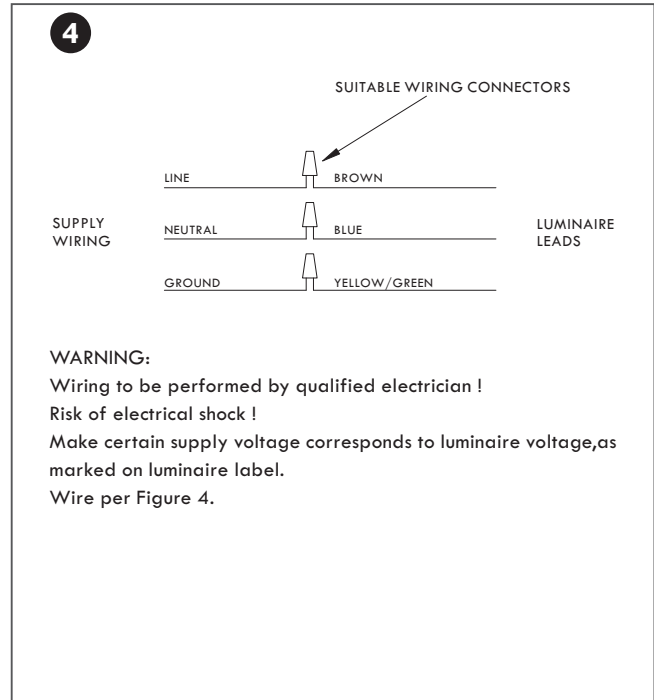 4
SUITABLE WIRING CONNECTORS
LINE BROWN
SUPPLY
WIRING
NEUTRAL BLUE
LUMINAIRE
LEADS
GROUND YELLOW/GREEN
WARNING:
Wiring to be performed by qualified electrician !
Risk of electrical shock !
Make certain supply voltage corresponds to luminaire voltage,as
marked on luminaire label.
Wire per Figure 4.